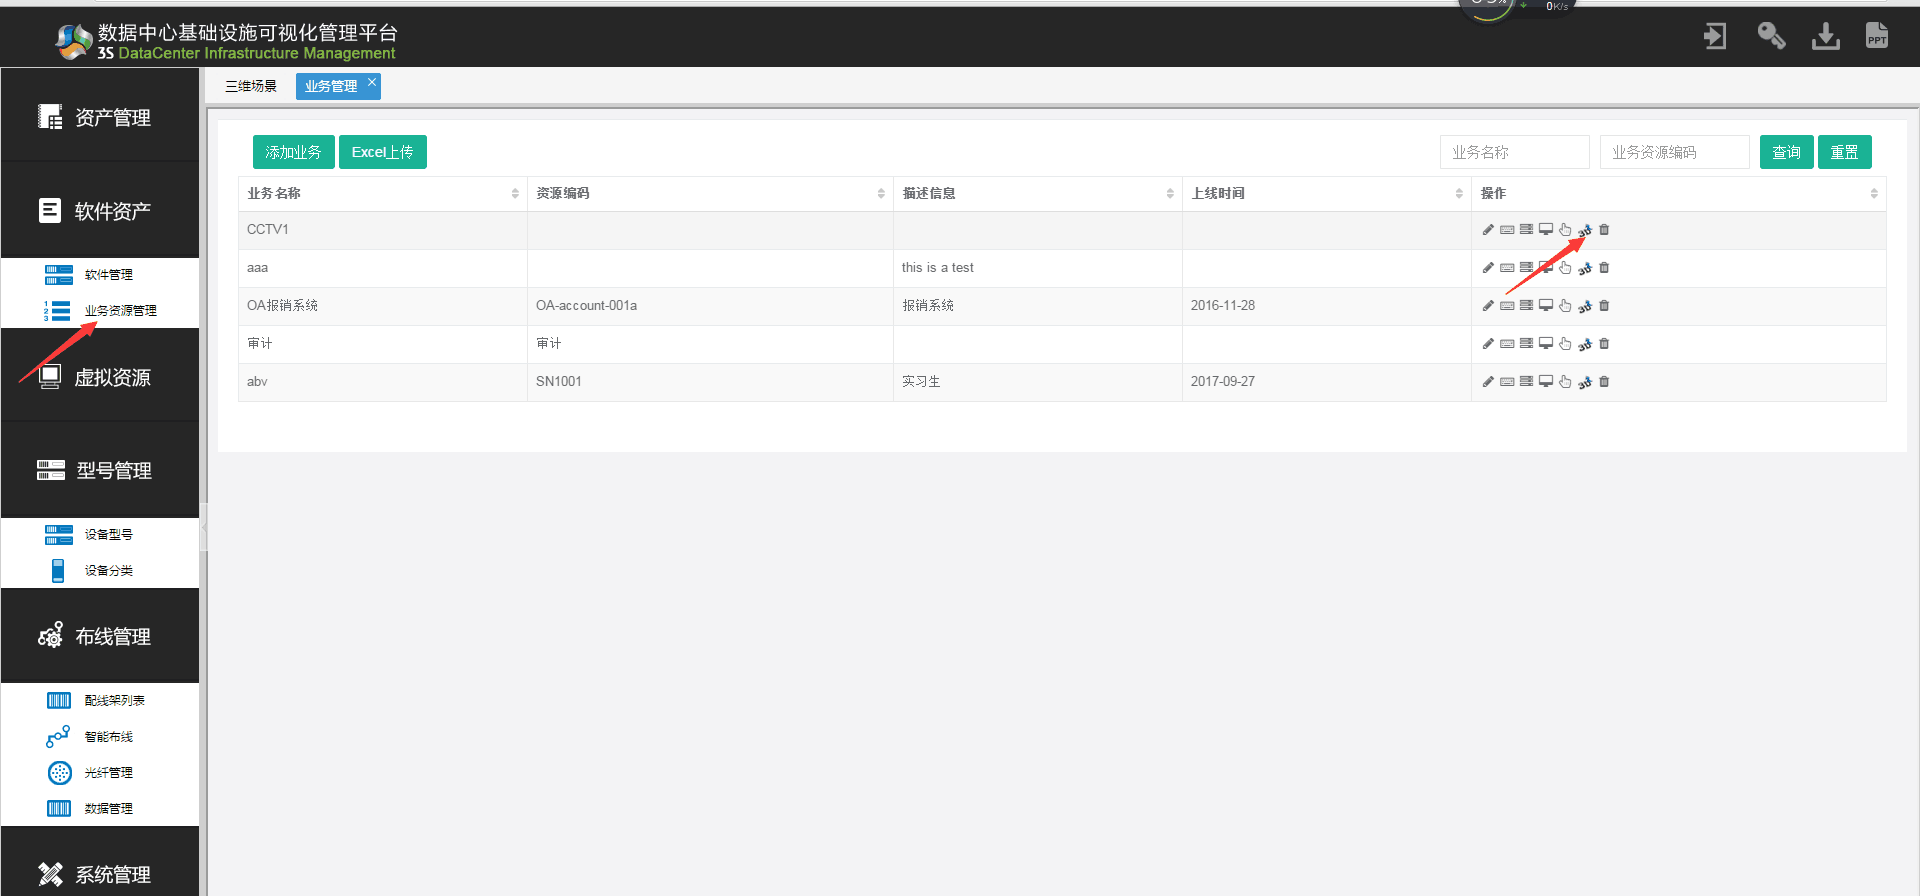 0K/s
数据中心基础设施可视化管理平台
3S DataCenter Infrastructure Management
PPT
资产管理
软件资产
软件管理
业务资源管理
虚拟资源
型号管理
设备型号
设备分类
布线管理
配线架列表
智能布线
光纤管理
数据管理
系统管理
三维场景 业务管理 ×
添加业务 Excel上传 业务名称 业务资源编码 查询 重置
业务名称 资源编码 描述信息 上线时间 操作
CCTV1 3D
aaa this is a test 3D
OA报销系统 OA-account-001a 报销系统 2016-11-28 3D
审计 审计 3D
abv SN1001 实习生 2017-09-27 3D